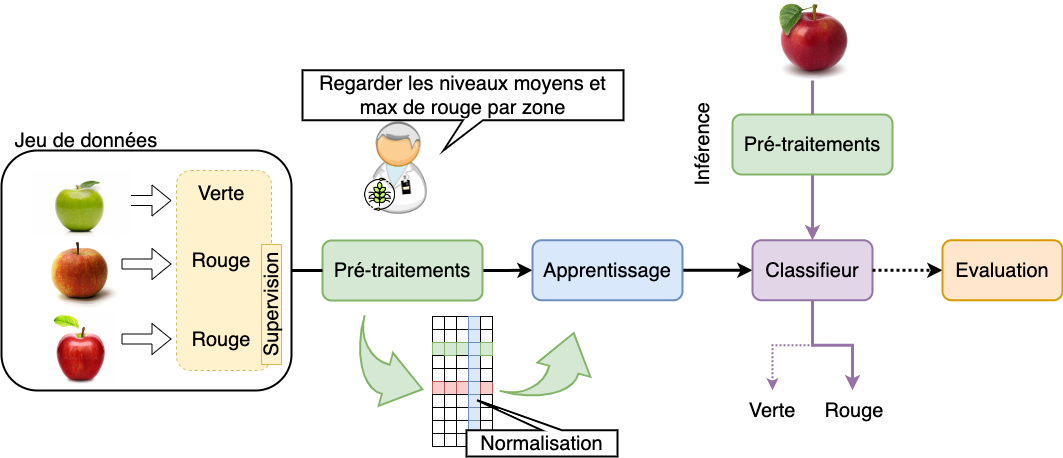 Regarder les niveaux moyens et
max de rouge par zone
Jeu de données
Verte
Rouge
Rouge
Supervision
Pré-traitements
Apprentissage
Normalisation
Inférence
Pré-traitements
Classifieur
Evaluation
Verte
Rouge